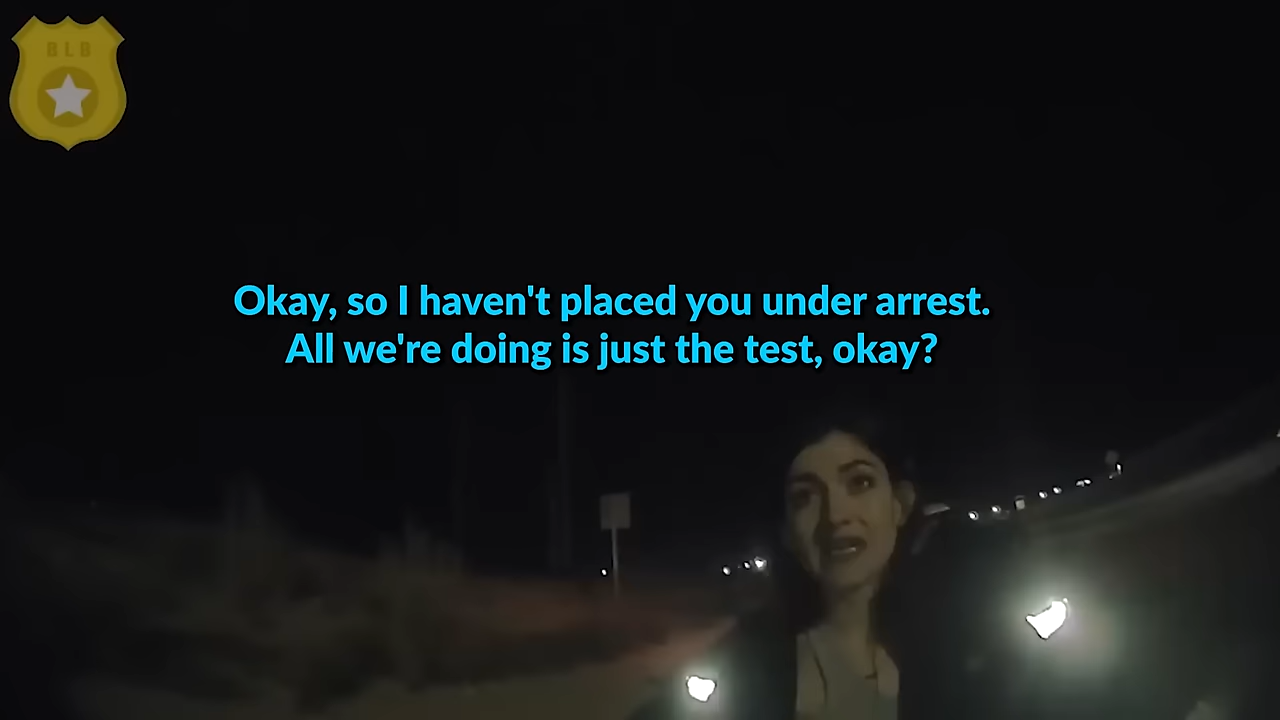 BLB
Okay, so I haven't placed you under arrest.
All we're doing is just the test, okay?